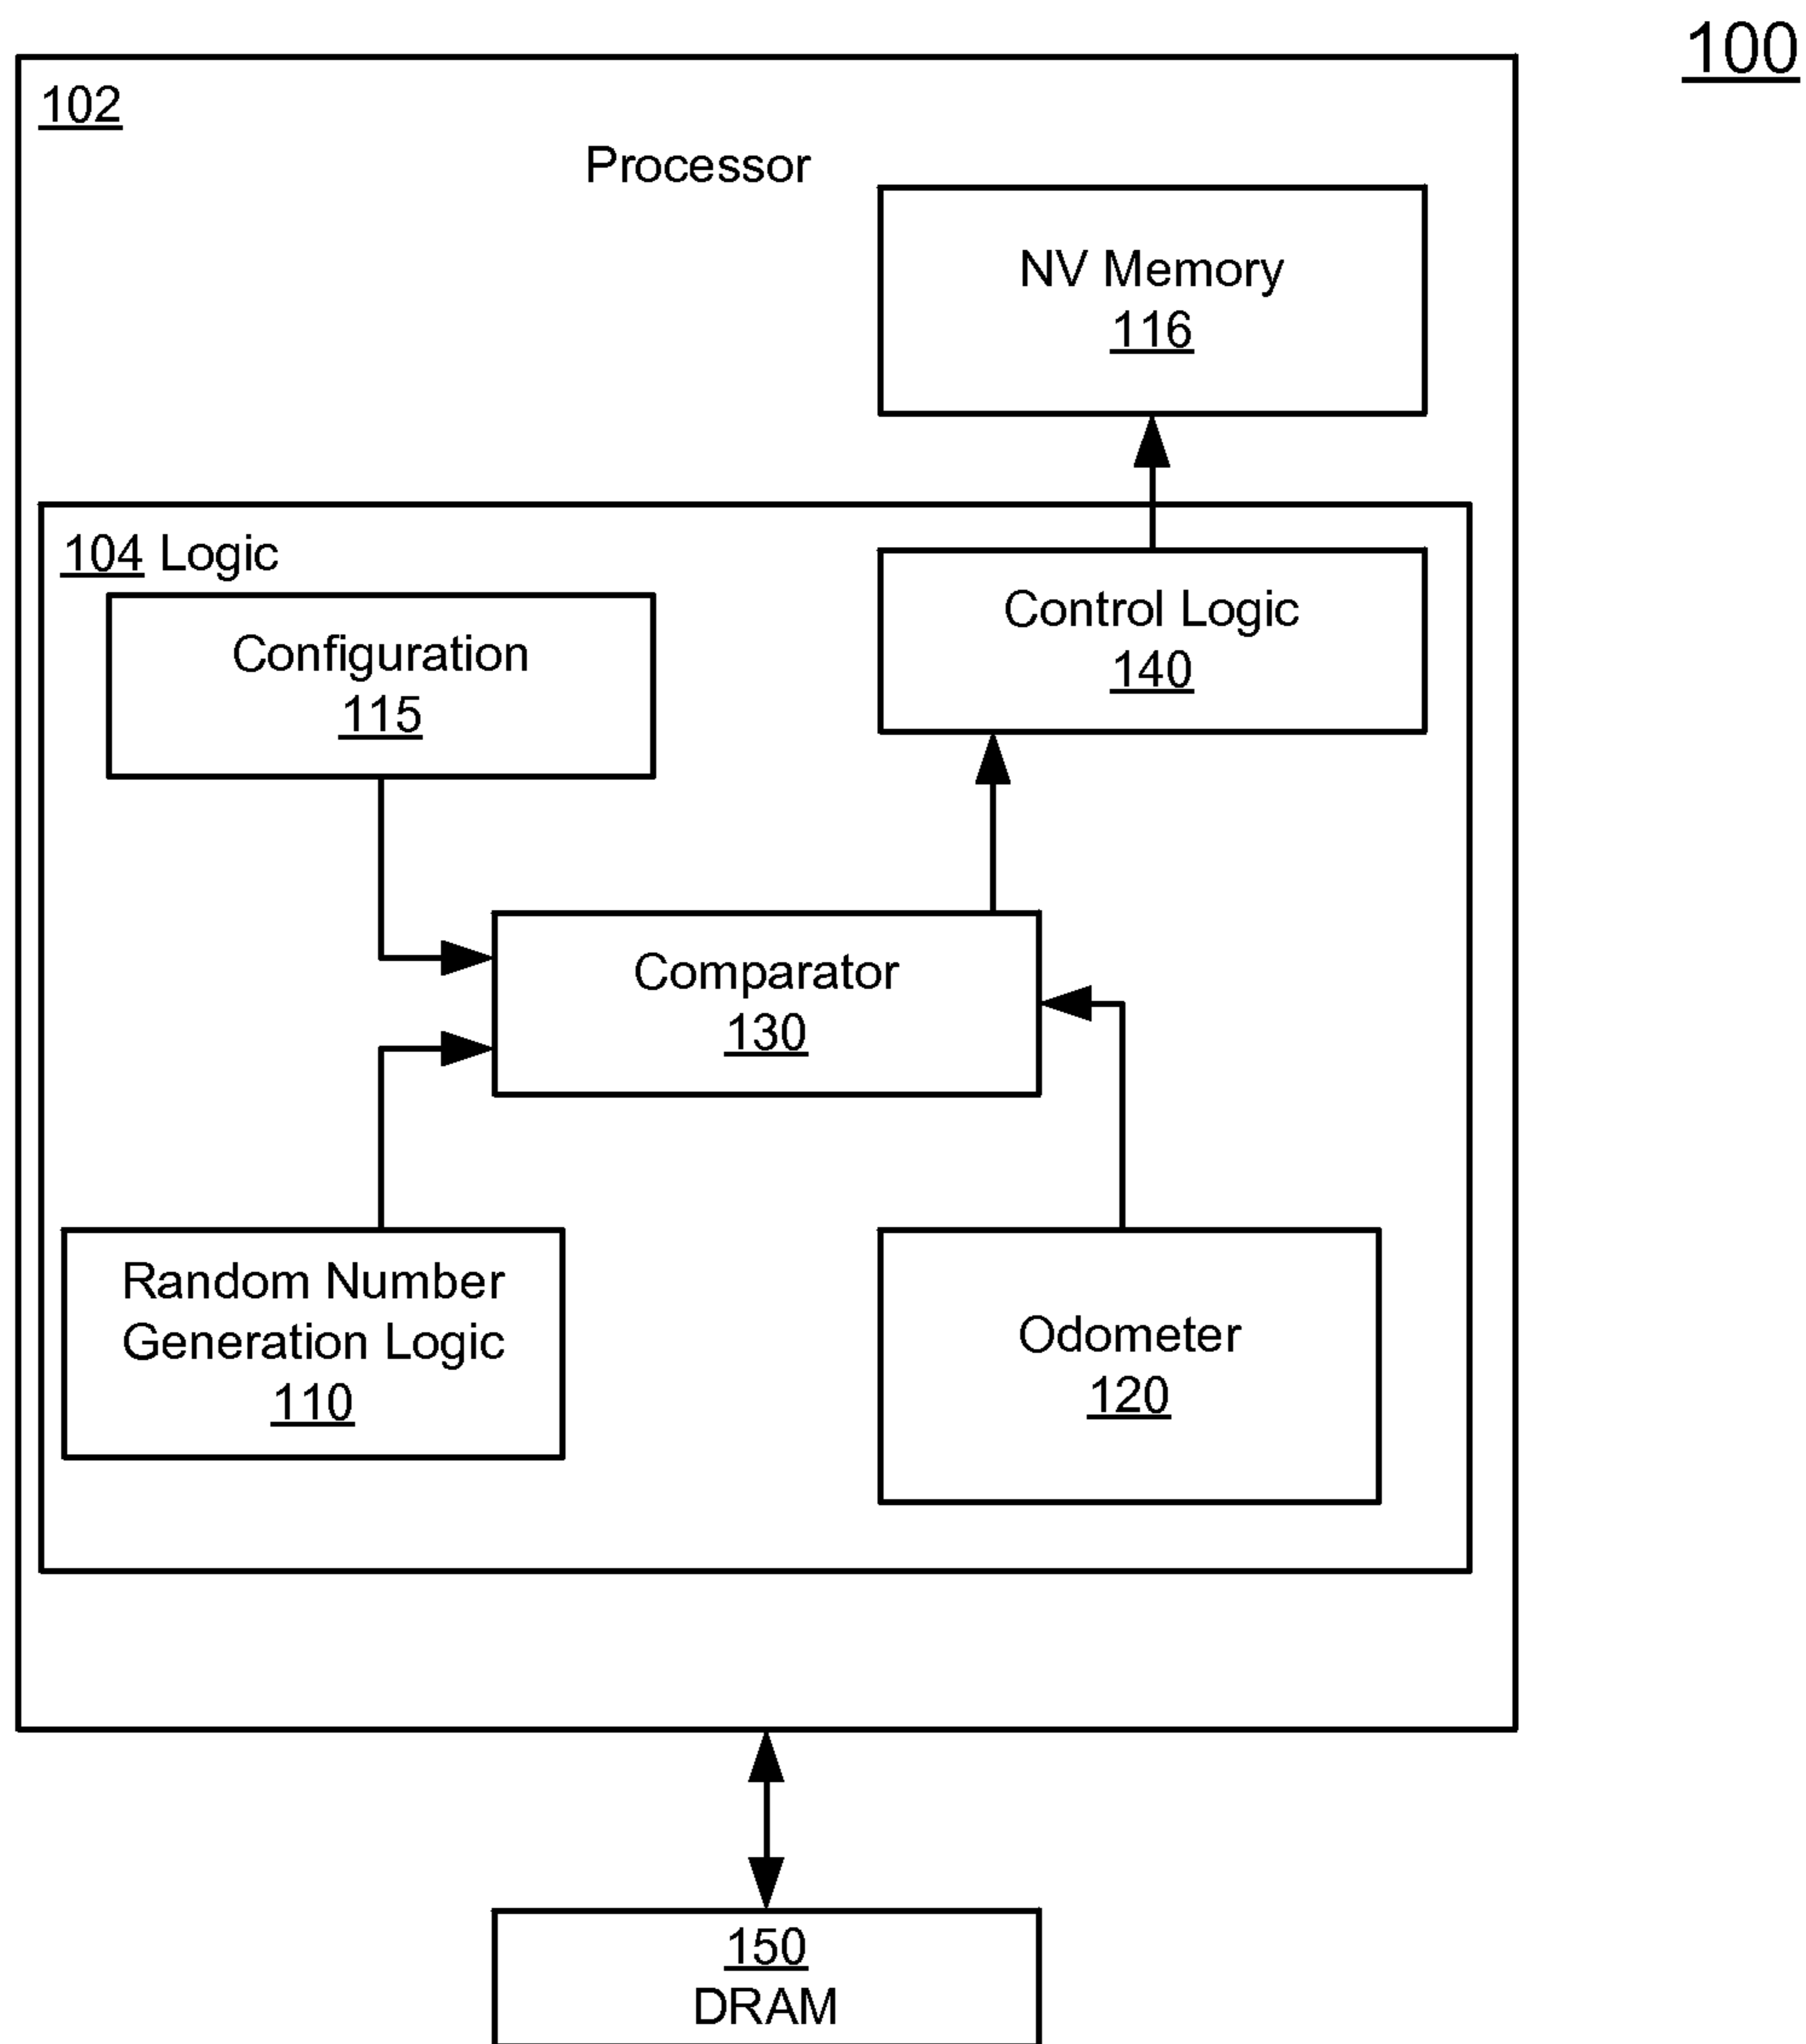 100
102
Processor
NV Memory
116
104 Logic
Control Logic
140
Configuration
115
Comparator
130
Random Number
Generation Logic
110
Odometer
120
150
DRAM